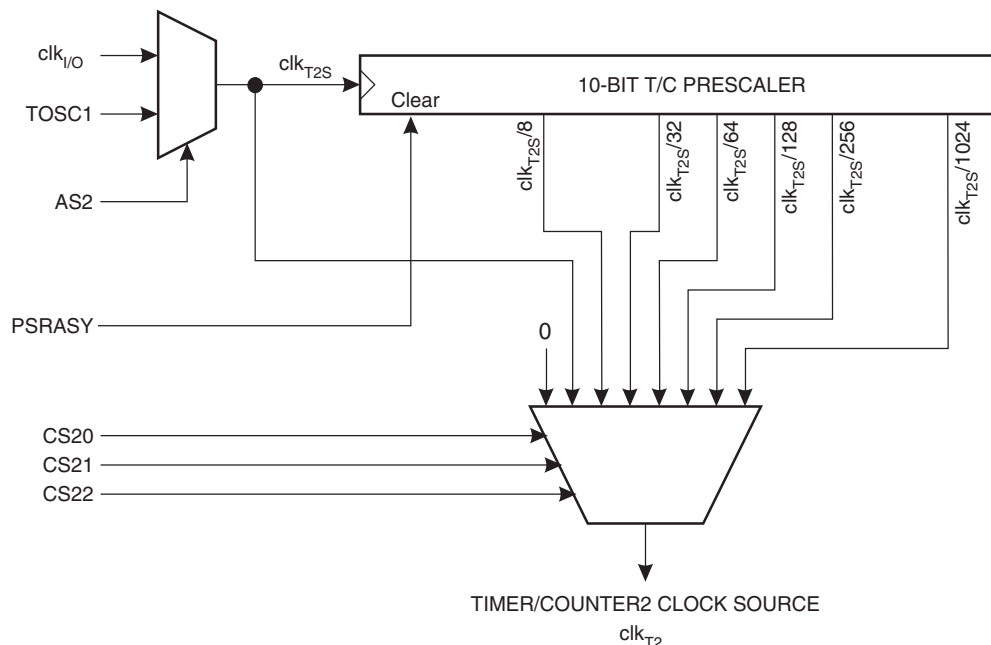 clkI/O
TOSC1
AS2
clkT2S
10-BIT T/C PRESCALER
Clear
clkT2S/8
clkT2S/32
clkT2S/64
clkT2S/128
clkT2S/256
clkT2S/1024
PSRASY
0
CS20
CS21
CS22
TIMER/COUNTER2 CLOCK SOURCE
clkT2